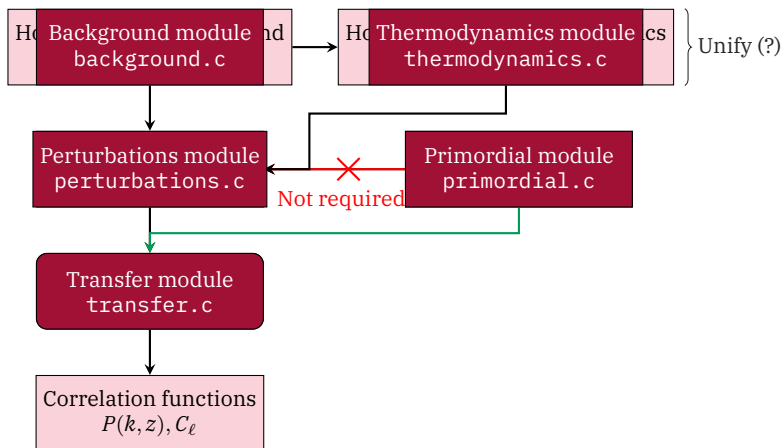 Background module
background.c
Thermodynamics module
thermodynamics.c
Unify (?)
Perturbations module
perturbations.c
Primordial module
primordial.c
Not required
Transfer module
transfer.c
Correlation functions
P(k, z), Cℓ